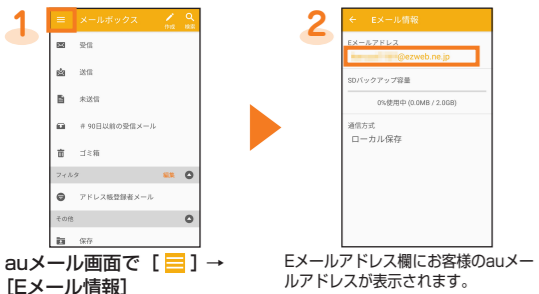 1
メールボックス
作成 検索
受信
送信
未送信
# 90日以前の受信メール
ゴミ箱
フィルタ 編集
アドレス帳登録者メール
その他
保存
auメール画面で［ ］→
［Eメール情報］
2
← Eメール情報
Eメールアドレス
@ezweb.ne.jp
SDバックアップ容量
0%使用中 (0.0MB / 2.0GB)
通信方式
ローカル保存
Eメールアドレス欄にお客様のauメー
ルアドレスが表示されます。